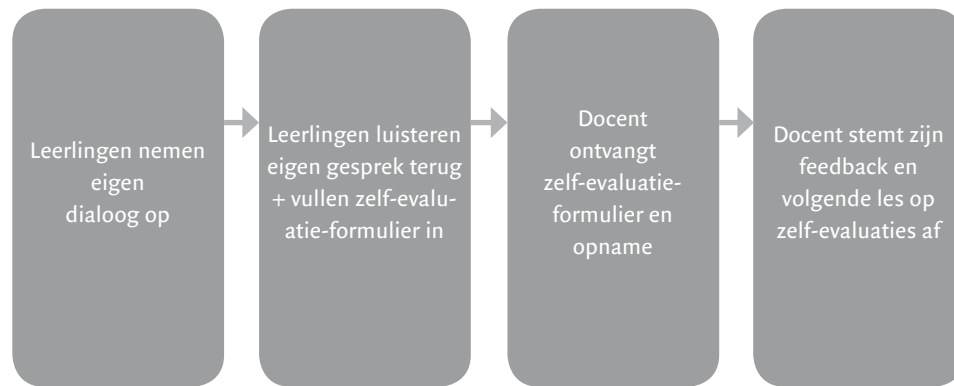 Leerlingen nemen
eigen
dialoog op
Leerlingen luisteren
eigen gesprek terug
+ vullen zelf-evalu-
atie-formulier in
Docent
ontvangt
zelf-evaluatie-
formulier en
opname
Docent stemt zijn
feedback en
volgende les op
zelf-evaluaties af